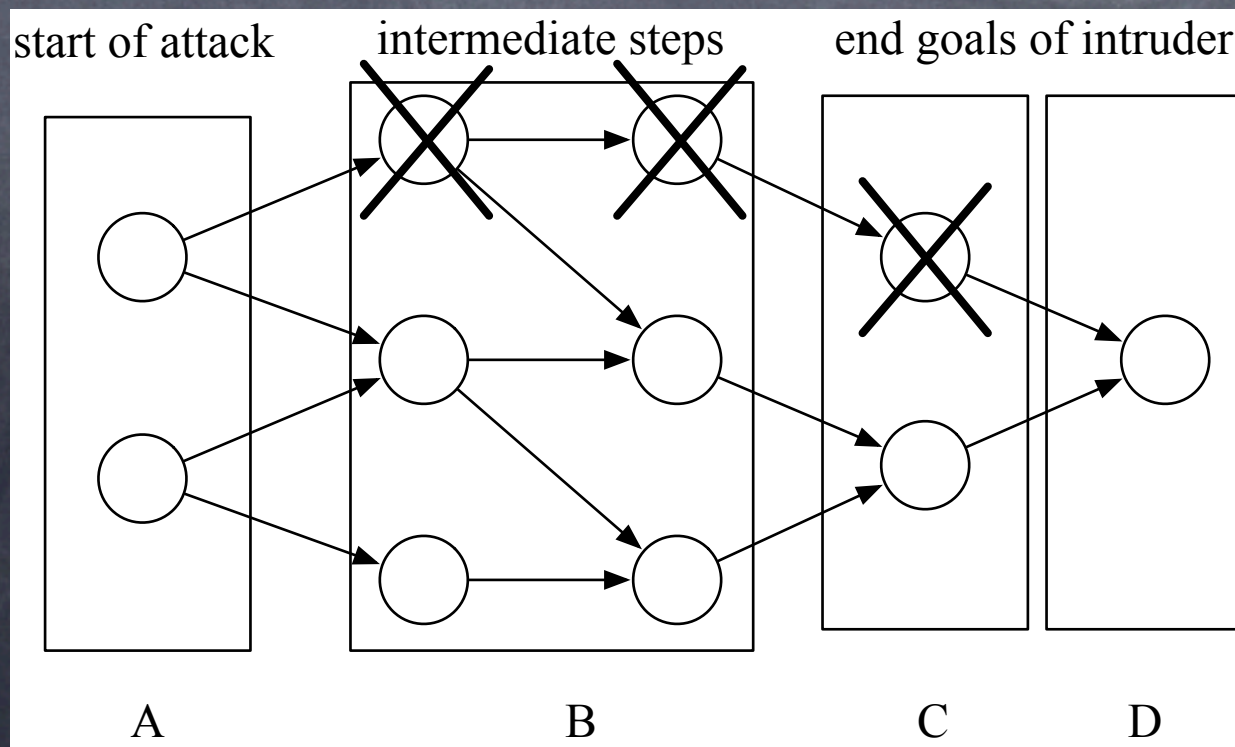 start of attack
intermediate steps
end goals of intruder
A
B
C
D